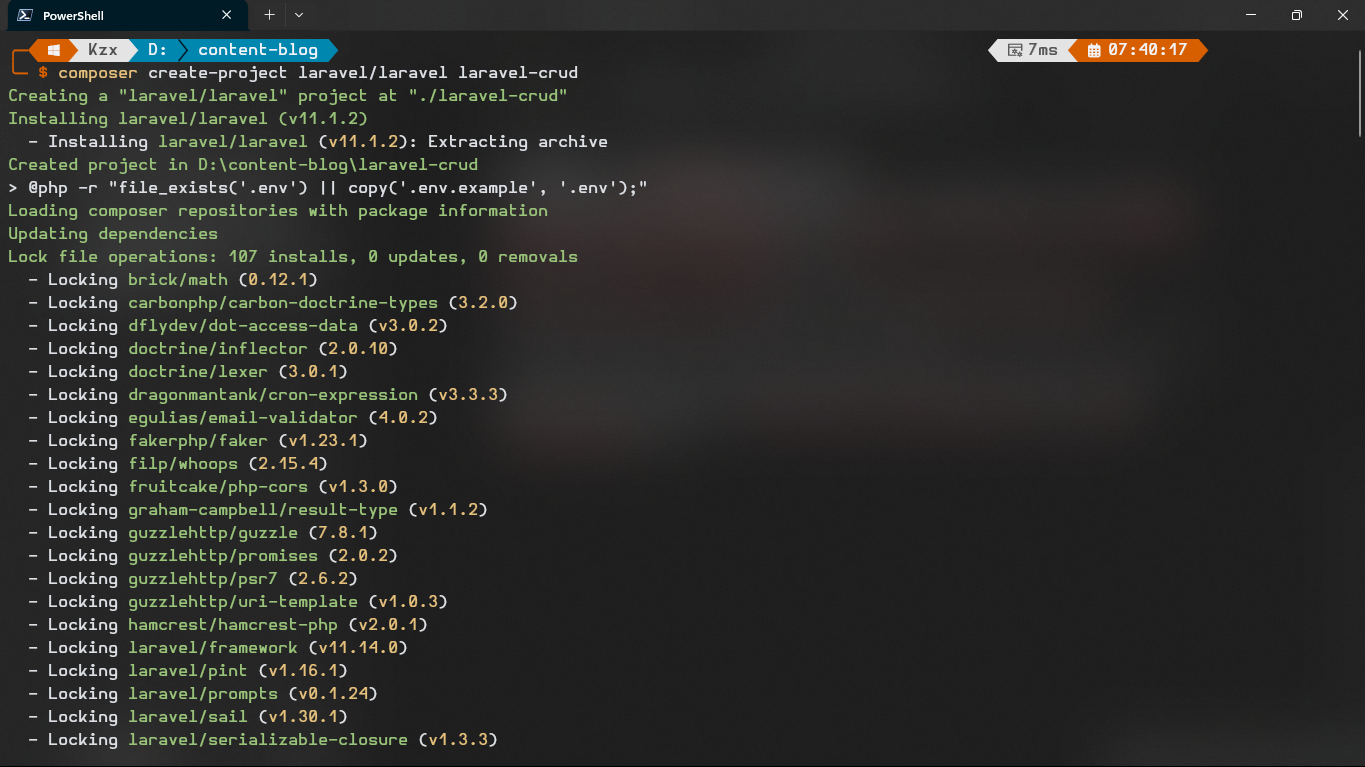 PowerShell
Kzx D: content-blog 7ms 07:40:17
$ composer create-project laravel/laravel laravel-crud
Creating a "laravel/laravel" project at "./laravel-crud"
Installing laravel/laravel (v11.1.2)
- Installing laravel/laravel (v11.1.2): Extracting archive
Created project in D:\content-blog\laravel-crud
> @php -r "file_exists('.env') || copy('.env.example', '.env');"
Loading composer repositories with package information
Updating dependencies
Lock file operations: 107 installs, 0 updates, 0 removals
- Locking brick/math (0.12.1)
- Locking carbonphp/carbon-doctrine-types (3.2.0)
- Locking dflydev/dot-access-data (v3.0.2)
- Locking doctrine/inflector (2.0.10)
- Locking doctrine/lexer (3.0.1)
- Locking dragonmantank/cron-expression (v3.3.3)
- Locking egulias/email-validator (4.0.2)
- Locking fakerphp/faker (v1.23.1)
- Locking filp/whoops (2.15.4)
- Locking fruitcake/php-cors (v1.3.0)
- Locking graham-campbell/result-type (v1.1.2)
- Locking guzzlehttp/guzzle (7.8.1)
- Locking guzzlehttp/promises (2.0.2)
- Locking guzzlehttp/psr7 (2.6.2)
- Locking guzzlehttp/uri-template (v1.0.3)
- Locking hamcrest/hamcrest-php (v2.0.1)
- Locking laravel/framework (v11.14.0)
- Locking laravel/pint (v1.16.1)
- Locking laravel/prompts (v0.1.24)
- Locking laravel/sail (v1.30.1)
- Locking laravel/serializable-closure (v1.3.3)